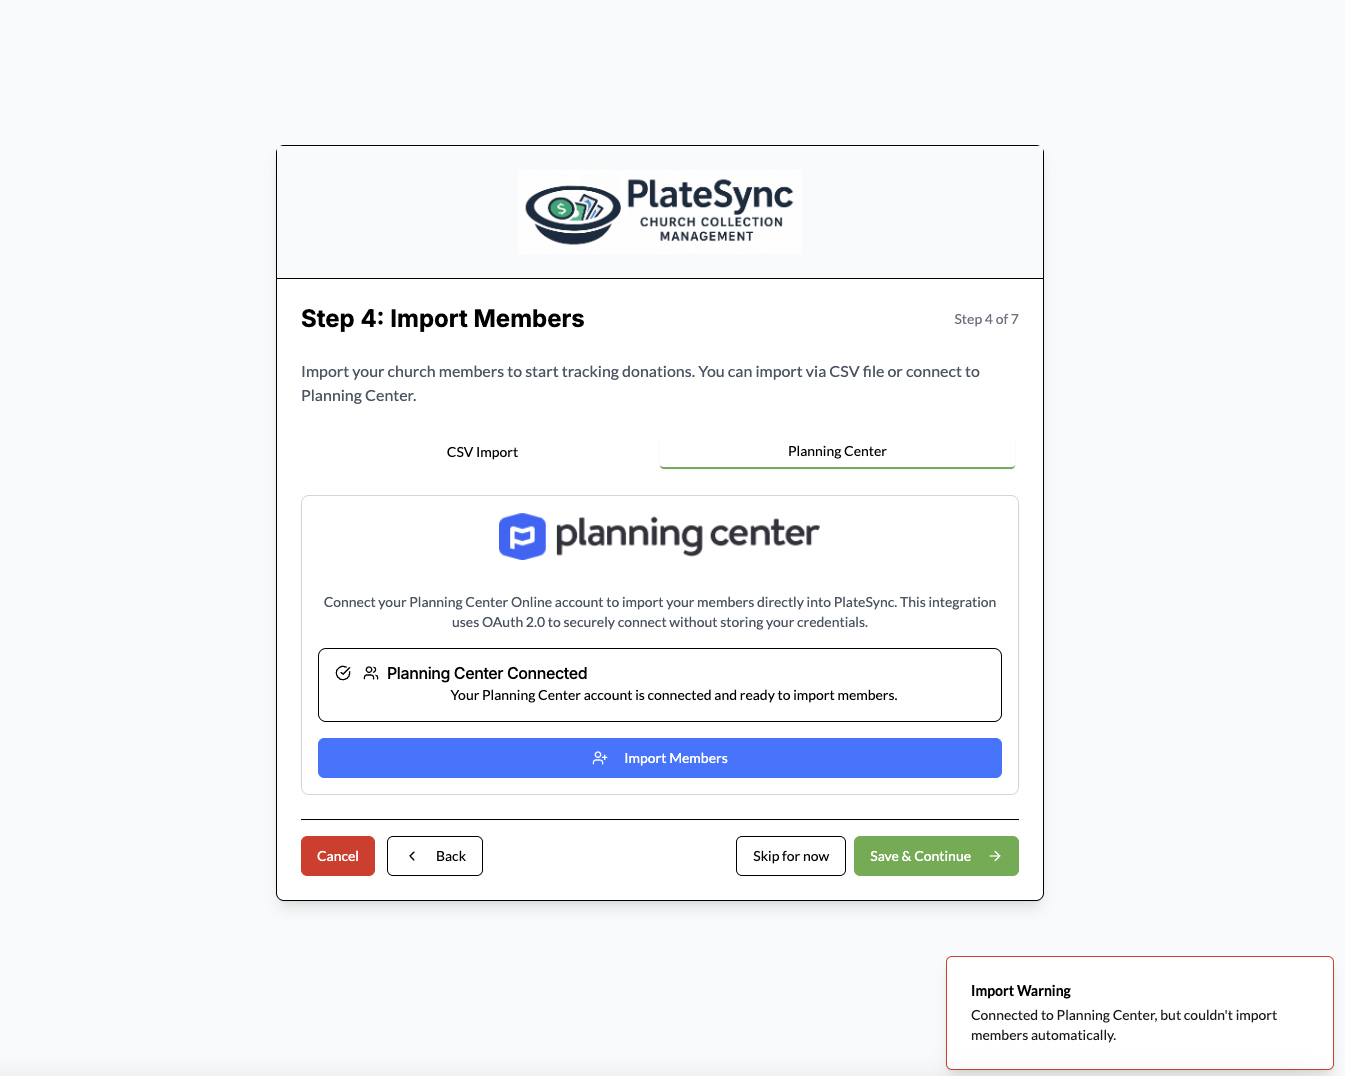 PlateSync
CHURCH COLLECTION
MANAGEMENT
Step 4: Import Members
Step 4 of 7
Import your church members to start tracking donations. You can import via CSV file or connect to
Planning Center.
CSV Import
Planning Center
planning center
Connect your Planning Center Online account to import your members directly into PlateSync. This integration
uses OAuth 2.0 to securely connect without storing your credentials.
Planning Center Connected
Your Planning Center account is connected and ready to import members.
Import Members
Cancel
Back
Skip for now
Save & Continue
Import Warning
Connected to Planning Center, but couldn't import
members automatically.